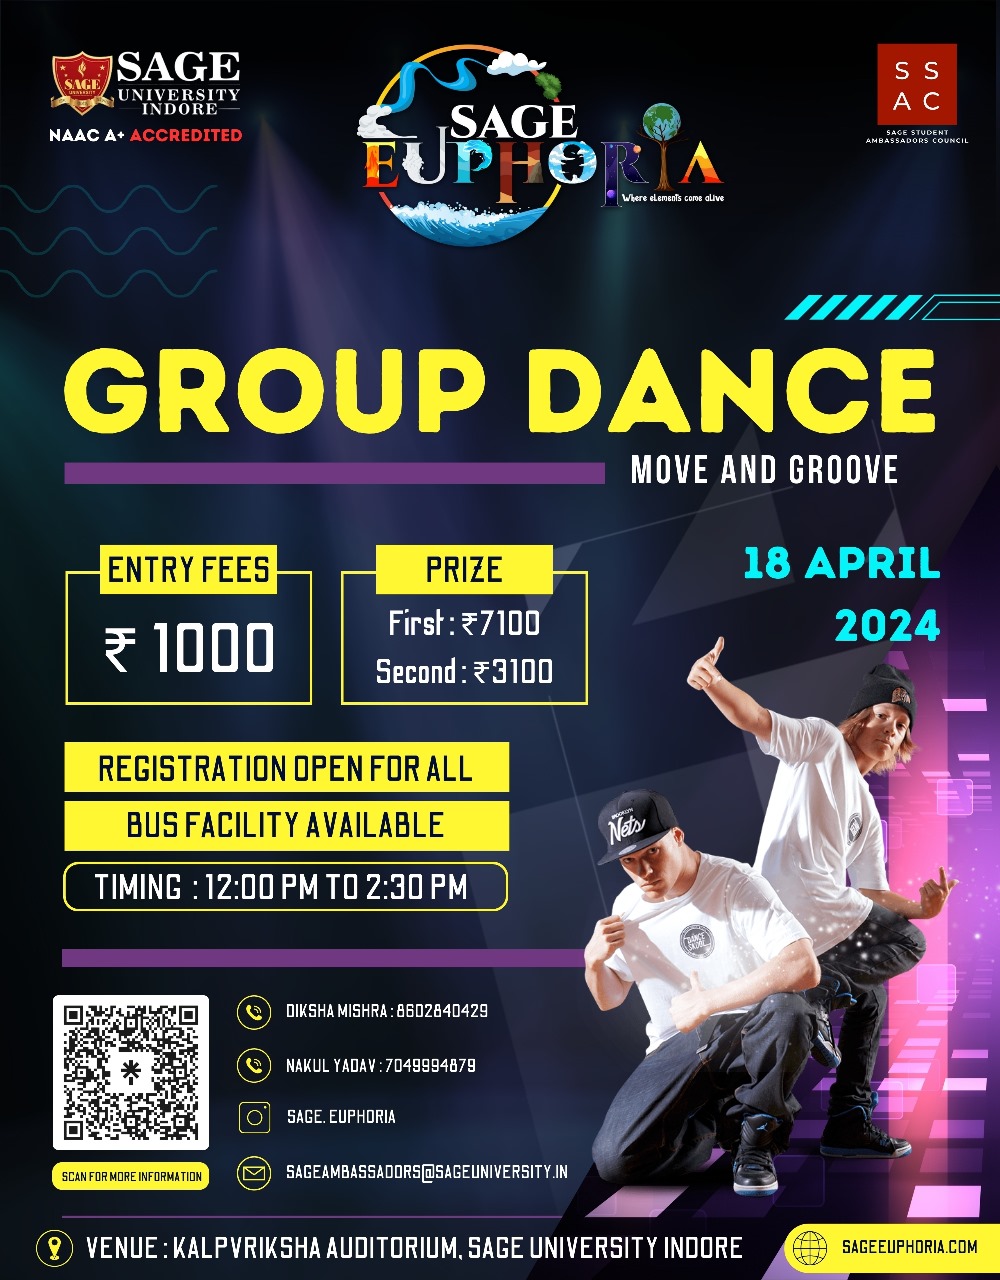 SAGE
UNIVERSITY
INDORE
NAAC A+ ACCREDITED
SAGE
EUPHORIA
Where elements come alive
S S
A C
SAGE STUDENT
AMBASSADORS COUNCIL
GROUP DANCE
MOVE AND GROOVE
ENTRY FEES
₹ 1000
PRIZE
First : ₹7100
Second : ₹3100
18 APRIL
2024
REGISTRATION OPEN FOR ALL
BUS FACILITY AVAILABLE
TIMING : 12:00 PM TO 2:30 PM
BROOKLYN
Nets
DANCE
SKOOL
DIKSHA MISHRA : 8602840429
NAKUL YADAV : 7049994879
SAGE. EUPHORIA
SAGEAMBASSADORS@SAGEUNIVERSITY.IN
SCAN FOR MORE INFORMATION
VENUE : KALPVRIKSHA AUDITORIUM, SAGE UNIVERSITY INDORE
SAGEEUPHORIA.COM